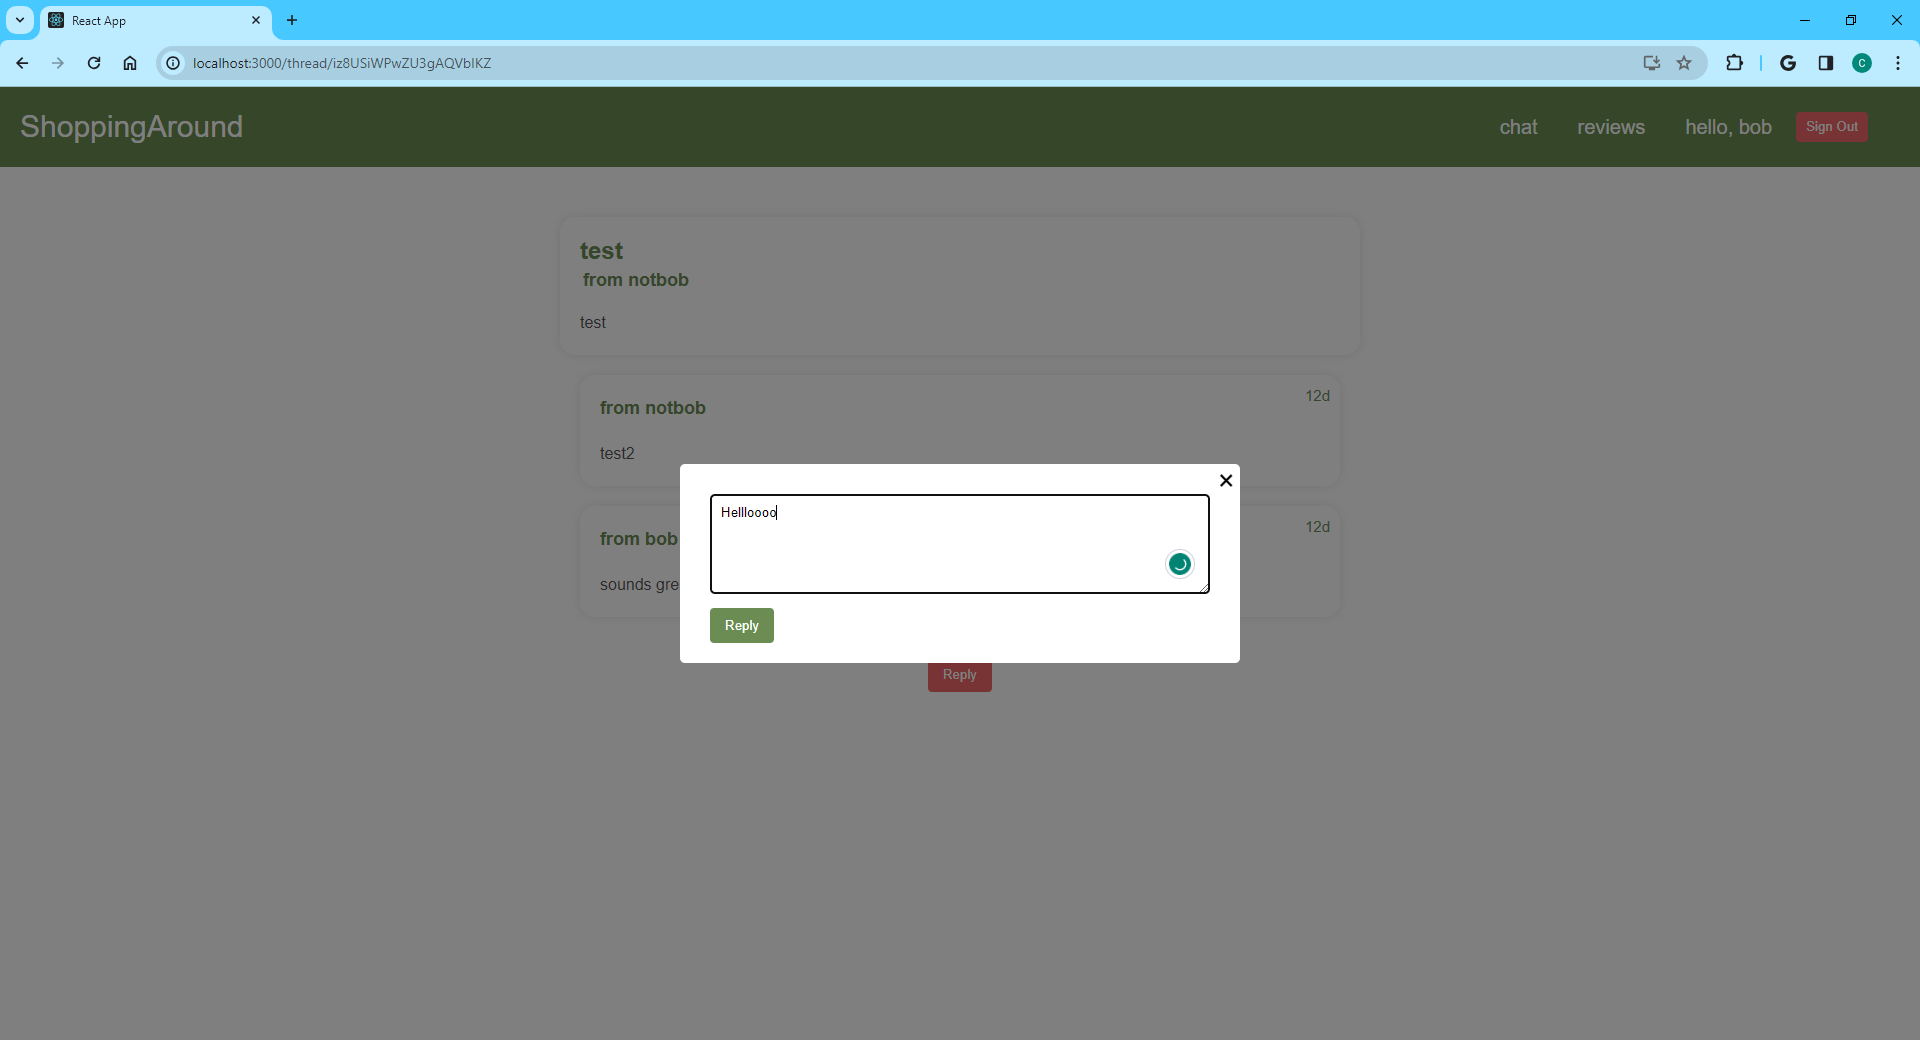 React App
localhost:3000/thread/iz8USiWPwZU3gAQVbIKZ
C
ShoppingAround
chat
reviews
hello, bob
Sign Out
test
from notbob
test
from notbob
12d
test2
Hellloooo
from bob
12d
sounds gre
Reply
Reply